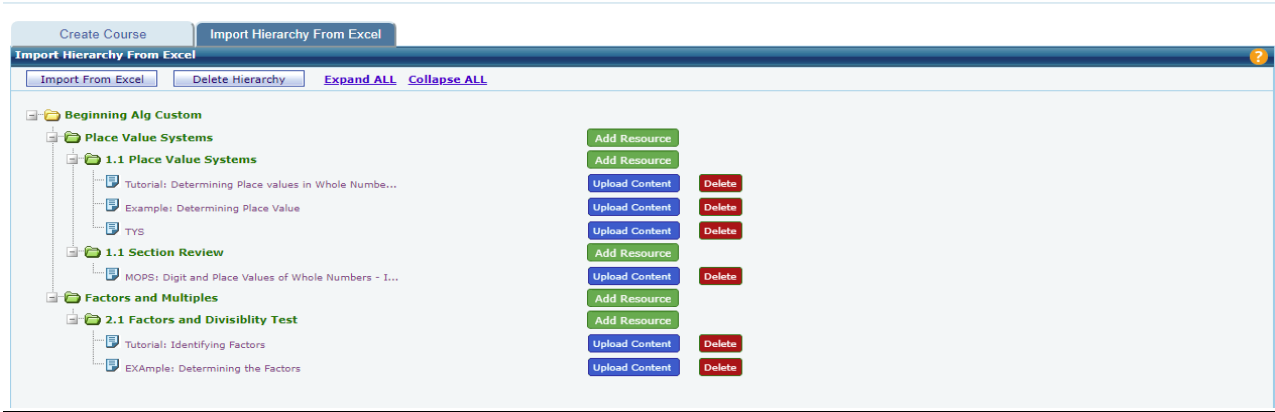 Create Course Import Hierarchy From Excel
Import Hierarchy From Excel ?
Import From Excel Delete Hierarchy Expand ALL Collapse ALL
Beginning Alg Custom
Place Value Systems Add Resource
1.1 Place Value Systems Add Resource
Tutorial: Determining Place values in Whole Numbe... Upload Content Delete
Example: Determining Place Value Upload Content Delete
TYS Upload Content Delete
1.1 Section Review Add Resource
MOPS: Digit and Place Values of Whole Numbers - I... Upload Content Delete
Factors and Multiples Add Resource
2.1 Factors and Divisiblity Test Add Resource
Tutorial: Identifying Factors Upload Content Delete
EXAmple: Determining the Factors Upload Content Delete